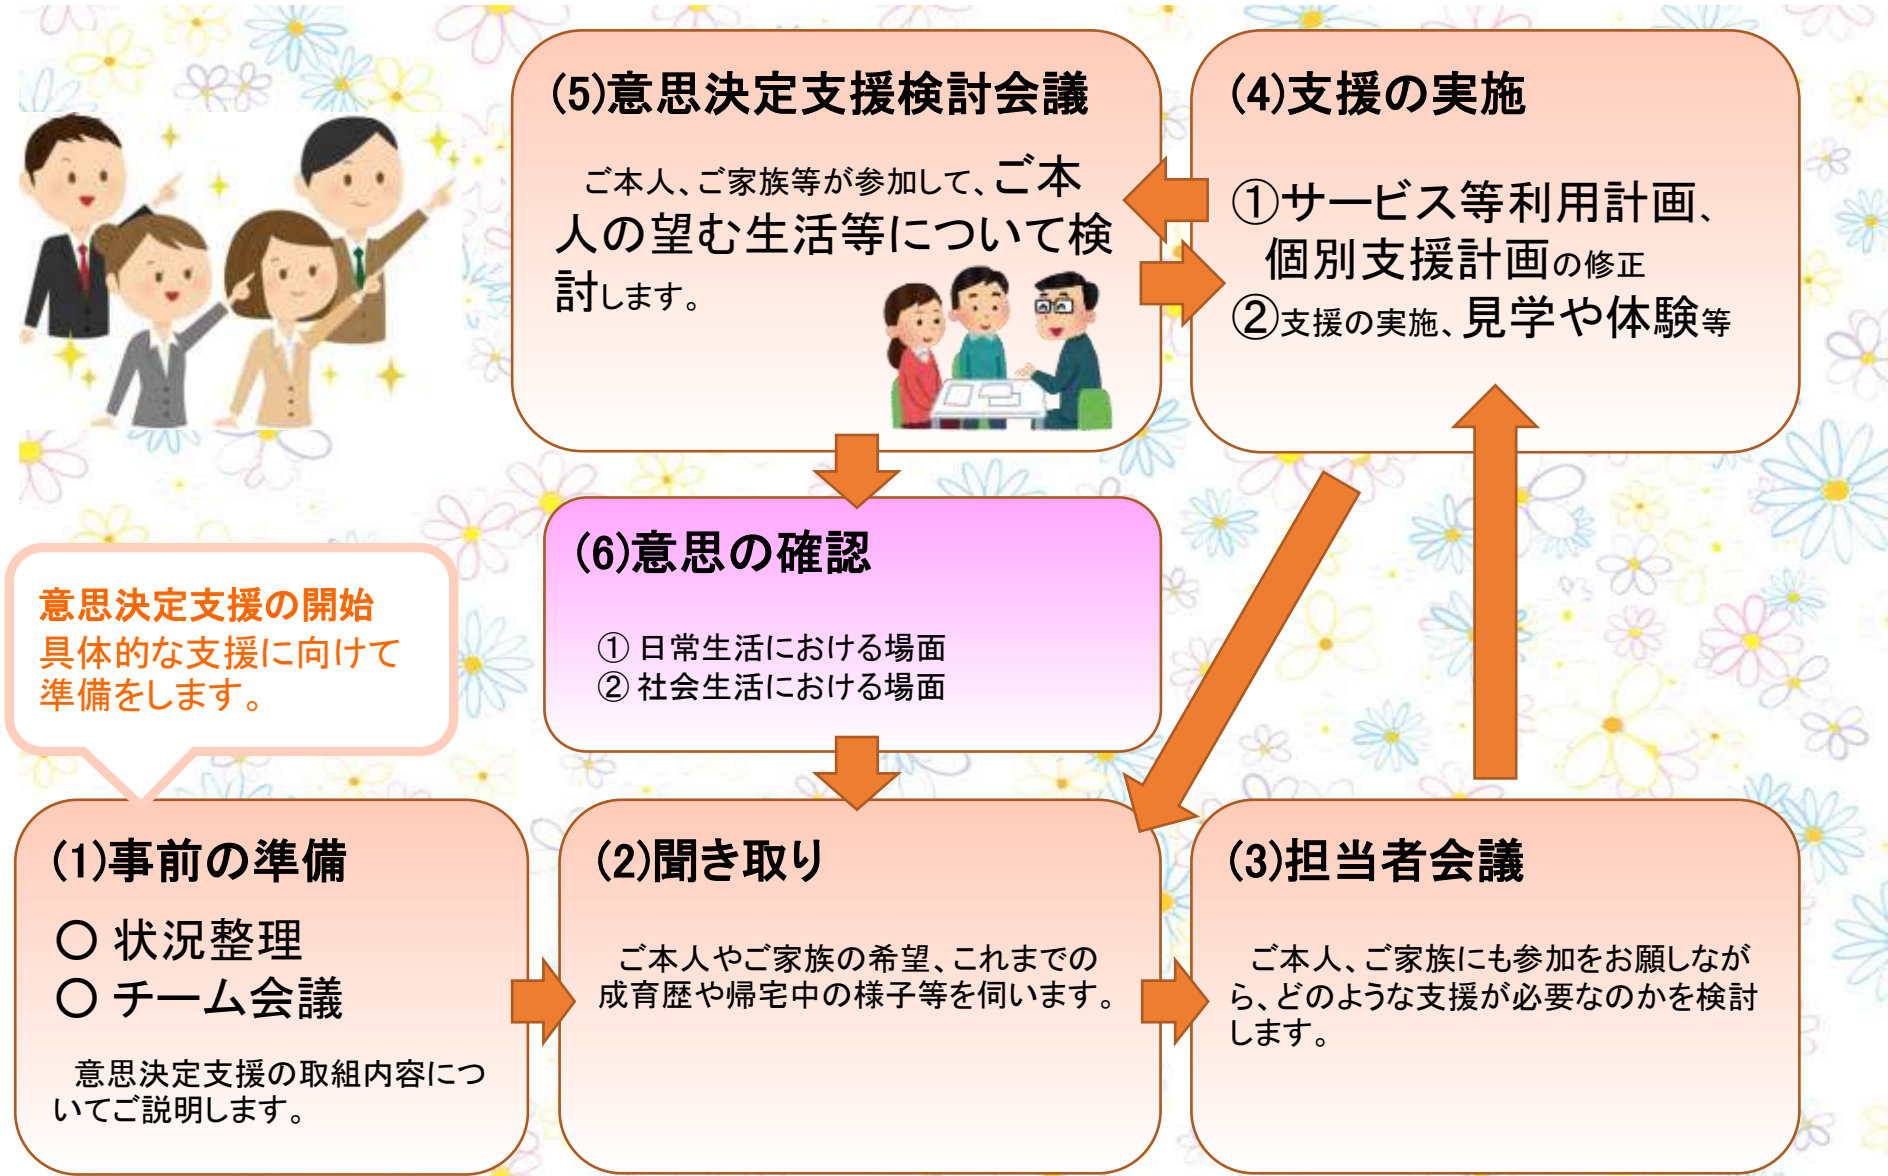 (5)意思決定支援検討会議
ご本人、ご家族等が参加して、ご本
人の望む生活等について検
討します。
(4)支援の実施
①サービス等利用計画、
個別支援計画の修正
②支援の実施、見学や体験等
(6)意思の確認
① 日常生活における場面
② 社会生活における場面
意思決定支援の開始
具体的な支援に向けて
準備をします。
(1)事前の準備
〇 状況整理
〇 チーム会議
意思決定支援の取組内容につ
いてご説明します。
(2)聞き取り
ご本人やご家族の希望、これまでの
成育歴や帰宅中の様子等を伺います。
(3)担当者会議
ご本人、ご家族にも参加をお願しなが
ら、どのような支援が必要なのかを検討
します。